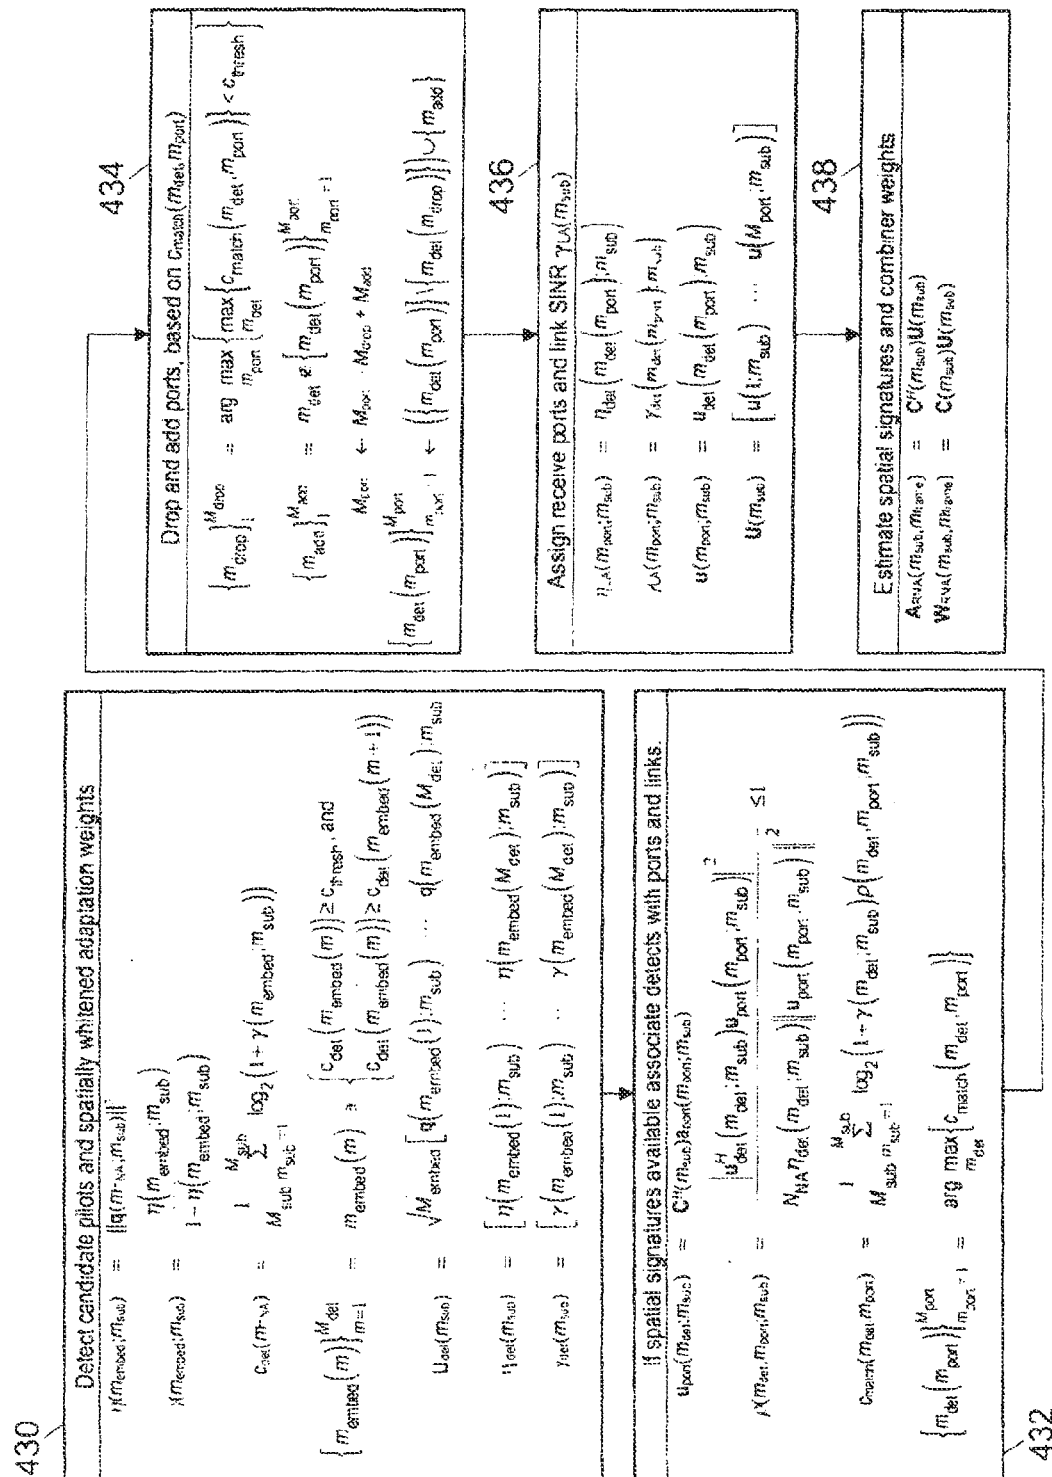 430
Detect candidate pilots and spatially whitened adaptation weights
η(m_embed;m_sub) = ||q(m_TNA;m_sub)||²
γ(m_embed;m_sub) = η(m_embed;m_sub) / 1 − η(m_embed;m_sub)
c_det(m_TNA) = 1/M_sub Σ_{m_sub=1}^{M_sub} log₂(1 + γ(m_embed;m_sub))
{m_embed(m)}_{m=1}^{M_det} = m_embed(m) ∋ { c_det(m_embed(m)) ≥ c_thresh, and
c_det(m_embed(m)) ≥ c_det(m_embed(m + 1))
U_det(m_sub) = √M_embed [q(m_embed(1);m_sub) ⋯ q(m_embed(M_det);m_sub)
η_det(m_sub) = [η(m_embed(1);m_sub) ⋯ η(m_embed(M_det);m_sub)]
γ_det(m_sub) = [γ(m_embed(1);m_sub) ⋯ γ(m_embed(M_det);m_sub)]
432
If spatial signatures available associate detects with ports and links.
u_port(m_det;m_sub) = C^H(m_sub)a_port(m_port;m_sub)
ρ(m_det,m_port;m_sub) = |u_det^H(m_det;m_sub)u_port(m_port;m_sub)|² / N_NA η_det(m_det;m_sub)||u_port(m_port;m_sub)||² ≤ 1
c_match(m_det,m_port) = 1/M_sub Σ_{m_sub=1}^{M_sub} log₂(1 + γ(m_det;m_sub)ρ(m_det,m_port;m_sub))
{m_det(m_port)}_{m_port=1}^{M_port} = arg max_{m_det}{c_match(m_det,m_port)}
434
Drop and add ports, based on c_match(m_det,m_port)
{m_drop}_1^{M_drop} = arg max_{m_port}{max_{m_det}{c_match(m_det,m_port)} < c_thresh}
{m_add}_1^{M_add} = m_det ∉ {m_det(m_port)}_{m_port=1}^{M_port}
M_port ← M_port - M_drop + M_add
{m_det(m_port)}_{m_port=1}^{M_port} ← ({m_det(m_port)}\{m_det(m_drop)}) ∪ {m_add}
436
Assign receive ports and link SINR γ_LA(m_sub)
η_LA(m_port;m_sub) = η_det(m_det(m_port);m_sub)
γ_LA(m_port;m_sub) = γ_det(m_det(m_port);m_sub)
u(m_port;m_sub) = u_det(m_det(m_port);m_sub)
U(m_sub) = [u(1;m_sub) ⋯ u(M_port;m_sub)]
438
Estimate spatial signatures and combiner weights
A_RNA(m_sub,m_frame) = C^H(m_sub)U(m_sub)
W_RNA(m_sub,m_frame) = C(m_sub)U(m_sub)